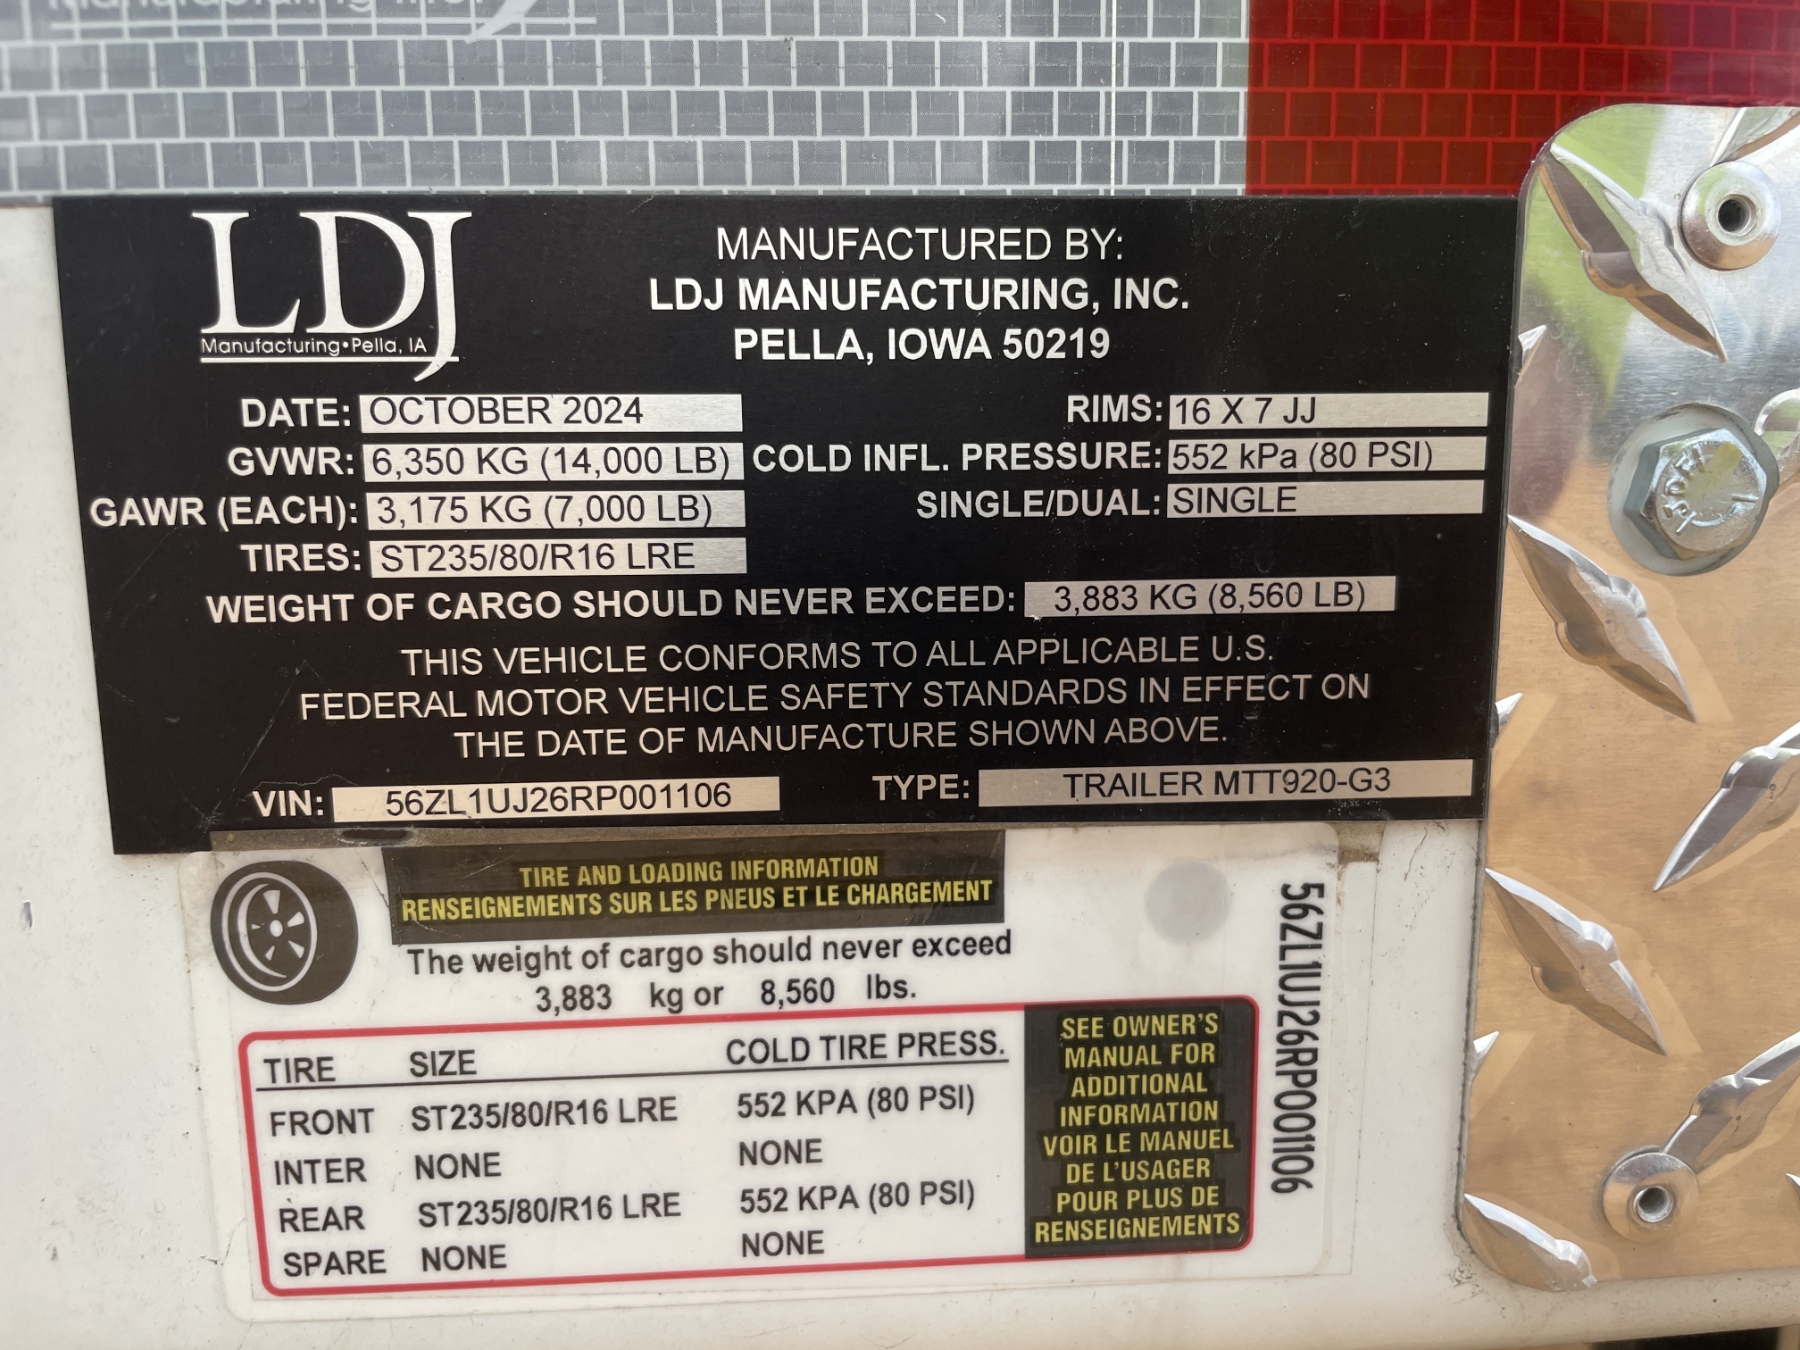 Manufacturing Inc.
LDJ
Manufacturing•Pella, IA
MANUFACTURED BY:
LDJ MANUFACTURING, INC.
PELLA, IOWA 50219
DATE: OCTOBER 2024
RIMS: 16 X 7 JJ
GVWR: 6,350 KG (14,000 LB)
COLD INFL. PRESSURE: 552 kPa (80 PSI)
GAWR (EACH): 3,175 KG (7,000 LB)
SINGLE/DUAL: SINGLE
TIRES: ST235/80/R16 LRE
WEIGHT OF CARGO SHOULD NEVER EXCEED: 3,883 KG (8,560 LB)
THIS VEHICLE CONFORMS TO ALL APPLICABLE U.S.
FEDERAL MOTOR VEHICLE SAFETY STANDARDS IN EFFECT ON
THE DATE OF MANUFACTURE SHOWN ABOVE.
VIN: 56ZL1UJ26RP001106
TYPE: TRAILER MTT920-G3
TIRE AND LOADING INFORMATION
RENSEIGNEMENTS SUR LES PNEUS ET LE CHARGEMENT
The weight of cargo should never exceed
3,883 kg or 8,560 lbs.
TIRE SIZE COLD TIRE PRESS.
FRONT ST235/80/R16 LRE 552 KPA (80 PSI)
INTER NONE NONE
REAR ST235/80/R16 LRE 552 KPA (80 PSI)
SPARE NONE NONE
SEE OWNER'S
MANUAL FOR
ADDITIONAL
INFORMATION
VOIR LE MANUEL
DE L'USAGER
POUR PLUS DE
RENSEIGNEMENTS
56ZL1UJ26RP001106